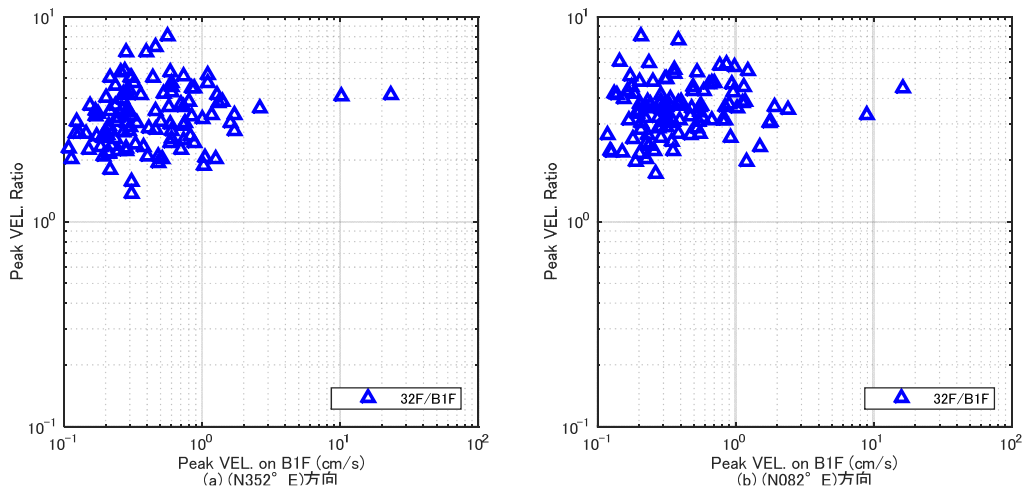 10¹
10⁰
10⁻¹
Peak VEL. Ratio
32F/B1F
10⁻¹
10⁰
10¹
10²
Peak VEL. on B1F (cm/s)
(a) (N352° E)方向
10¹
10⁰
10⁻¹
Peak VEL. Ratio
32F/B1F
10⁻¹
10⁰
10¹
10²
Peak VEL. on B1F (cm/s)
(b) (N082° E)方向